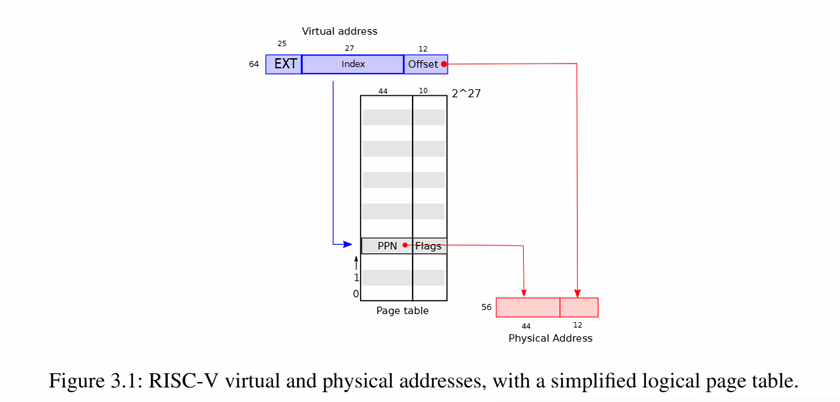 Virtual address
25 27 12
64 EXT Index Offset
44 10 2^27
PPN Flags
1
0
Page table
56
44 12
Physical Address
Figure 3.1: RISC-V virtual and physical addresses, with a simplified logical page table.